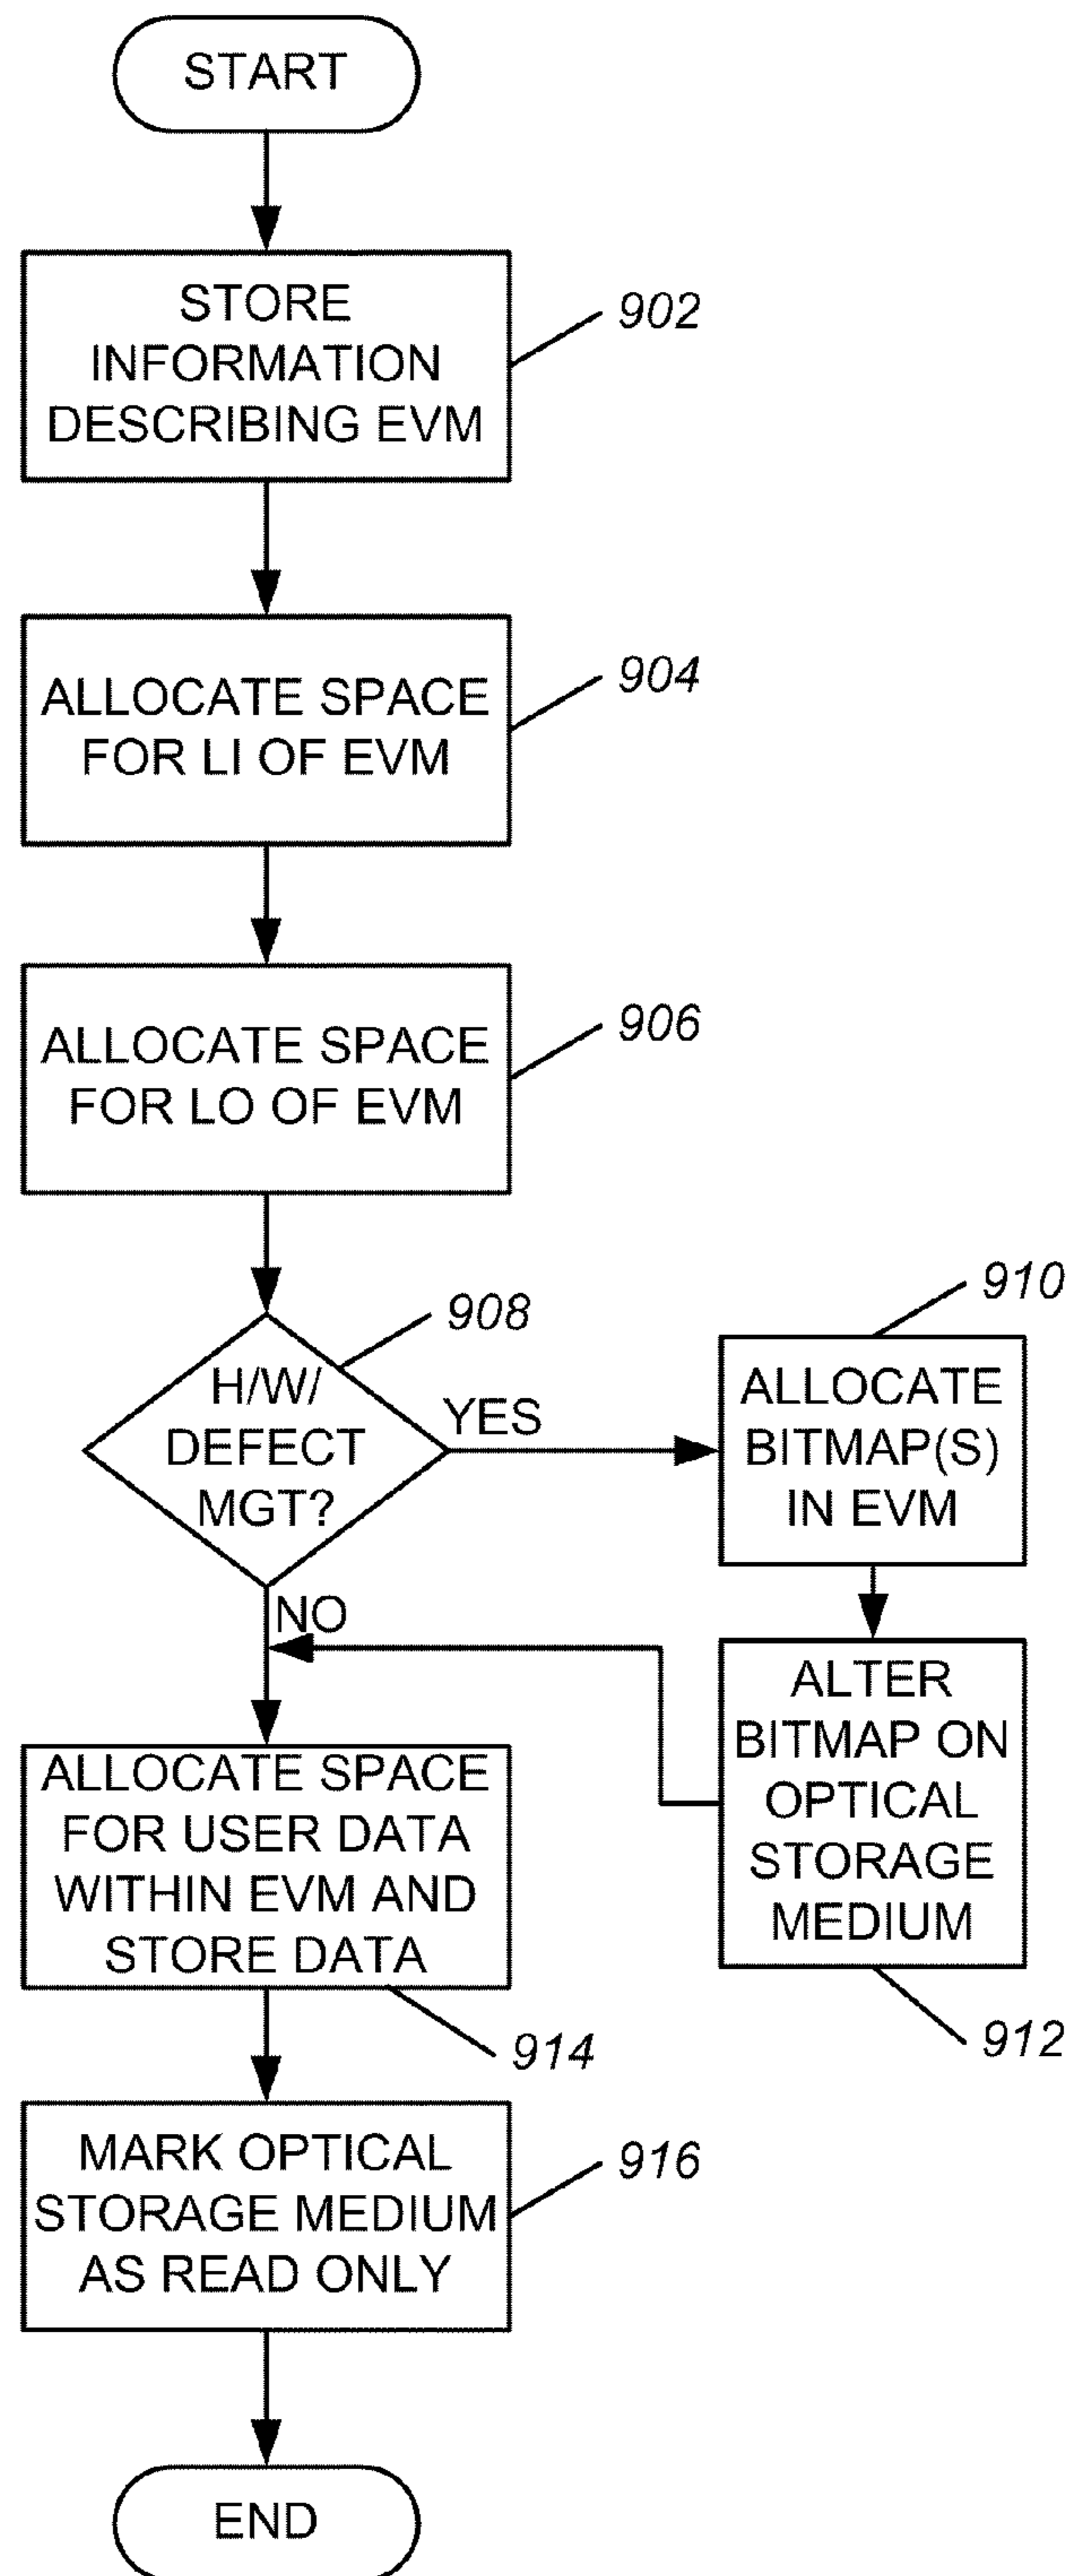 START
STORE
INFORMATION
DESCRIBING EVM
902
ALLOCATE SPACE
FOR LI OF EVM
904
ALLOCATE SPACE
FOR LO OF EVM
906
H/W/
DEFECT
MGT?
908
YES
NO
ALLOCATE
BITMAP(S)
IN EVM
910
ALTER
BITMAP ON
OPTICAL
STORAGE
MEDIUM
912
ALLOCATE SPACE
FOR USER DATA
WITHIN EVM AND
STORE DATA
914
MARK OPTICAL
STORAGE MEDIUM
AS READ ONLY
916
END